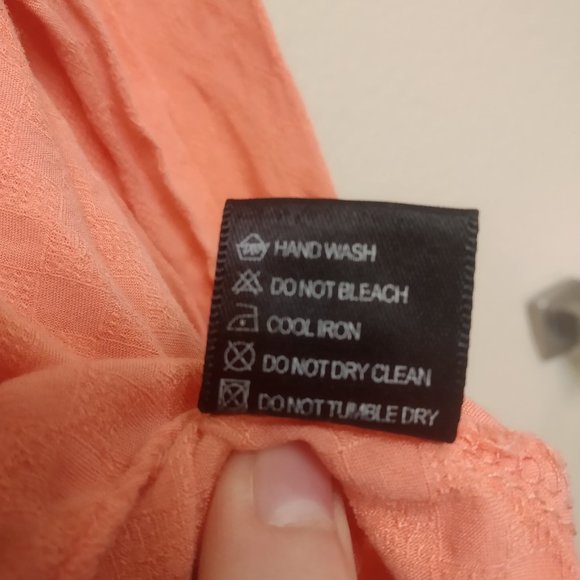 HAND WASH
DO NOT BLEACH
COOL IRON
DO NOT DRY CLEAN
DO NOT TUMBLE DRY